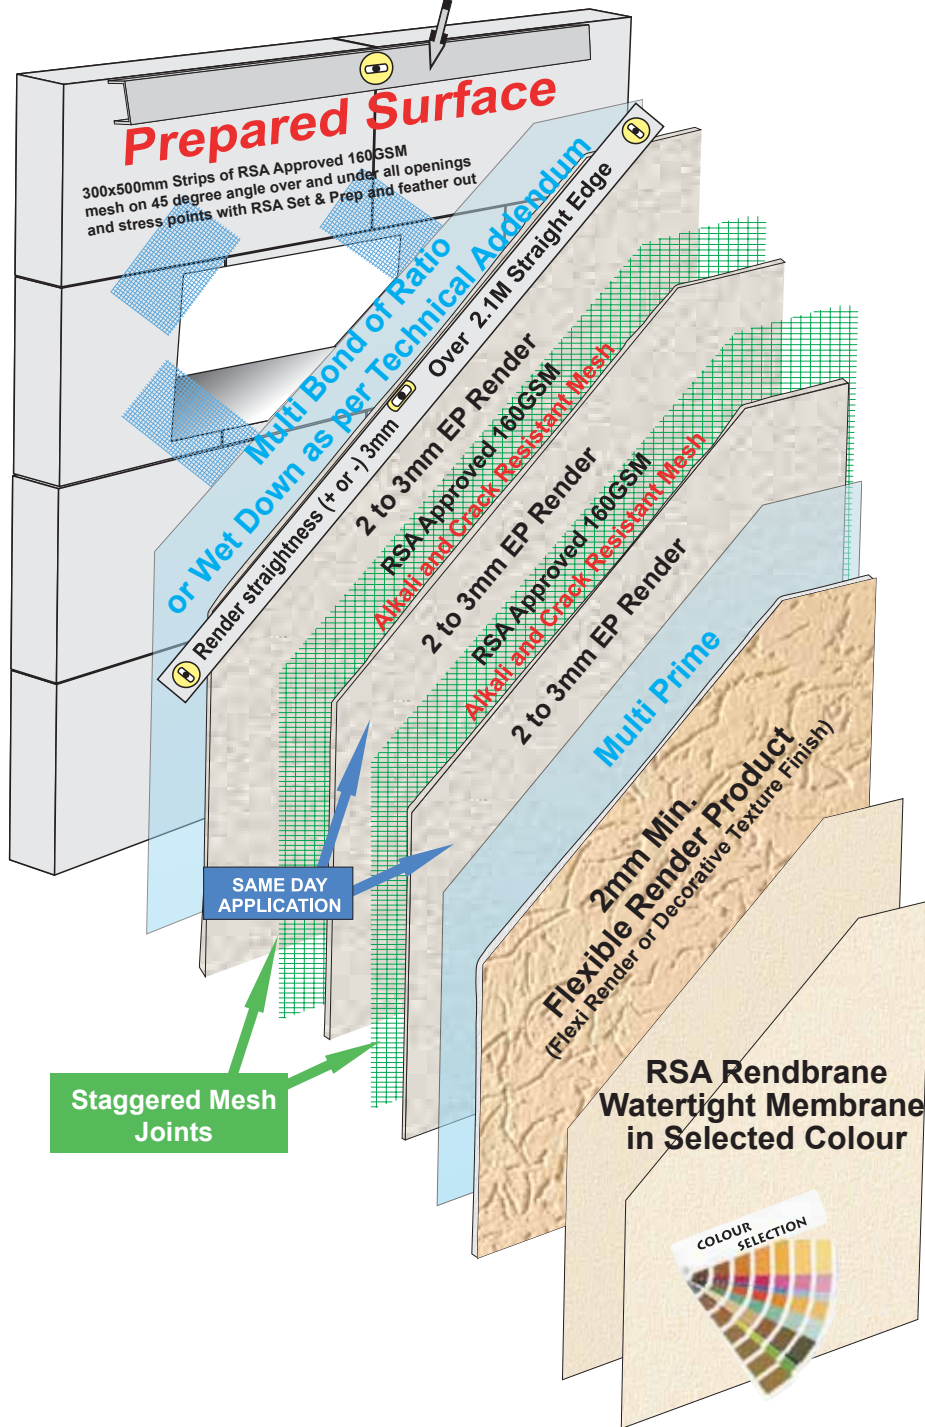 Prepared Surface
300x500mm Strips of RSA Approved 160GSM
mesh on 45 degree angle over and under all openings
and stress points with RSA Set & Prep and feather out
Multi Bond of Ratio
or Wet Down as per Technical Addendum
Render straightness (+ or -) 3mm Over 2.1M Straight Edge
2 to 3mm EP Render
RSA Approved 160GSM
Alkali and Crack Resistant Mesh
2 to 3mm EP Render
RSA Approved 160GSM
Alkali and Crack Resistant Mesh
2 to 3mm EP Render
Multi Prime
2mm Min.
Flexible Render Product
(Flexi Render or Decorative Texture Finish)
SAME DAY
APPLICATION
Staggered Mesh
Joints
RSA Rendbrane
Watertight Membrane
in Selected Colour
COLOUR
SELECTION